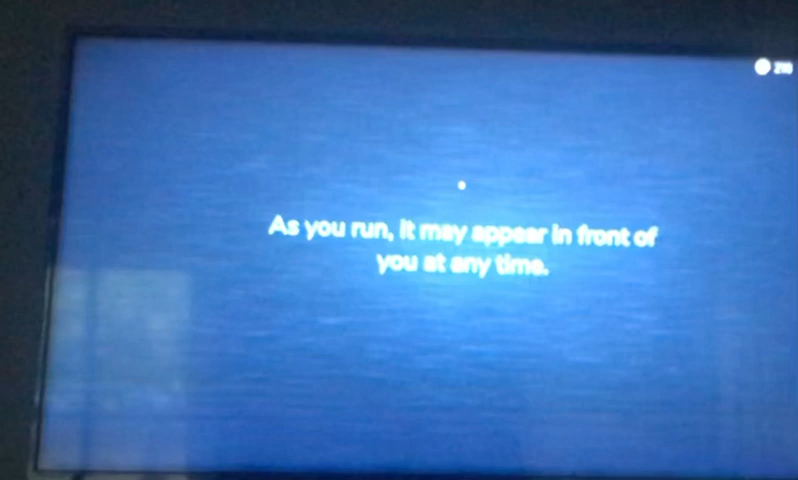 As you run, it may appear in front of
you at any time.